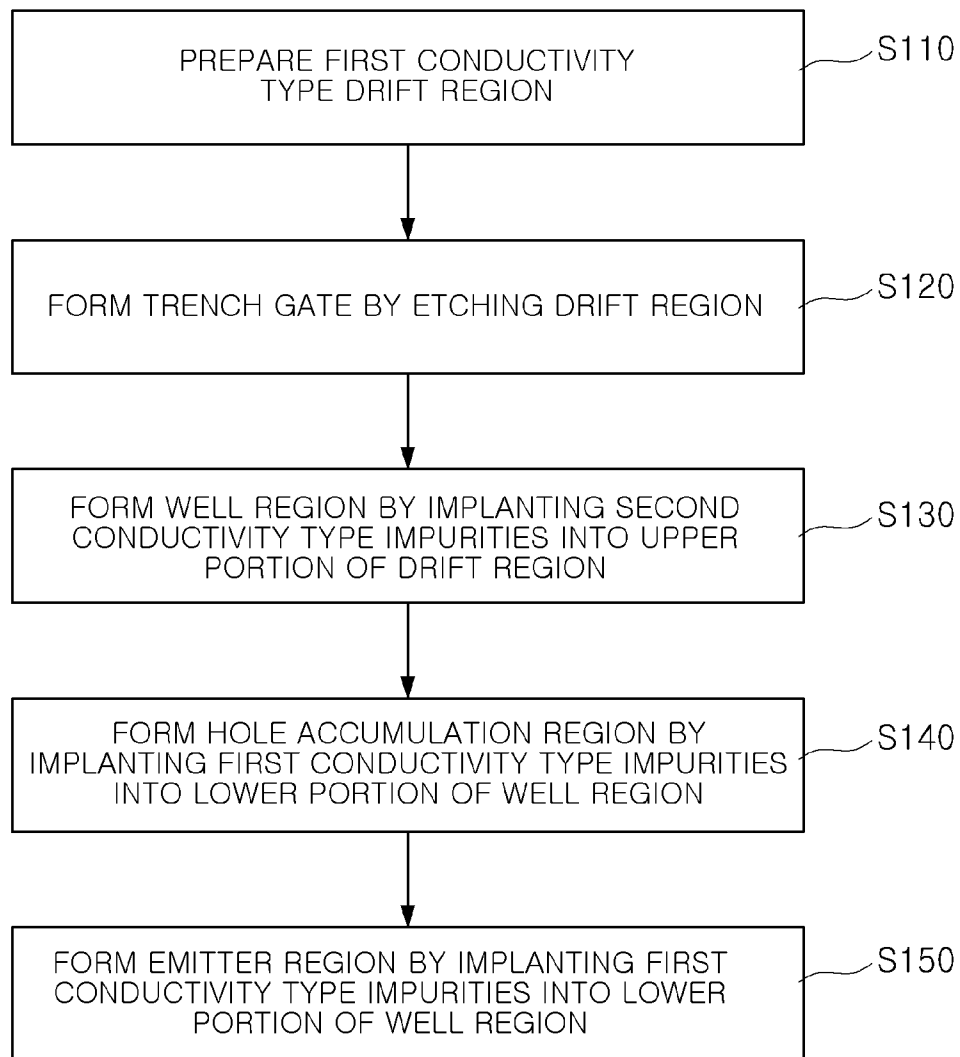 PREPARE FIRST CONDUCTIVITY
TYPE DRIFT REGION
S110
FORM TRENCH GATE BY ETCHING DRIFT REGION
S120
FORM WELL REGION BY IMPLANTING SECOND
CONDUCTIVITY TYPE IMPURITIES INTO UPPER
PORTION OF DRIFT REGION
S130
FORM HOLE ACCUMULATION REGION BY
IMPLANTING FIRST CONDUCTIVITY TYPE IMPURITIES
INTO LOWER PORTION OF WELL REGION
S140
FORM EMITTER REGION BY IMPLANTING FIRST
CONDUCTIVITY TYPE IMPURITIES INTO LOWER
PORTION OF WELL REGION
S150